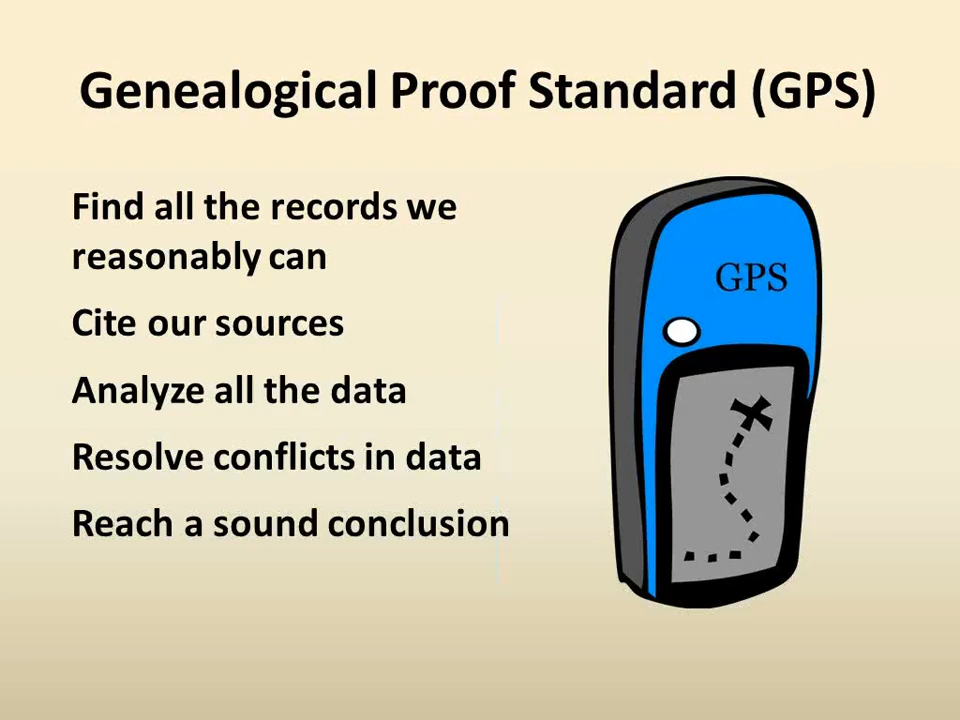 Genealogical Proof Standard (GPS)
Find all the records we
reasonably can
Cite our sources
Analyze all the data
Resolve conflicts in data
Reach a sound conclusion
GPS